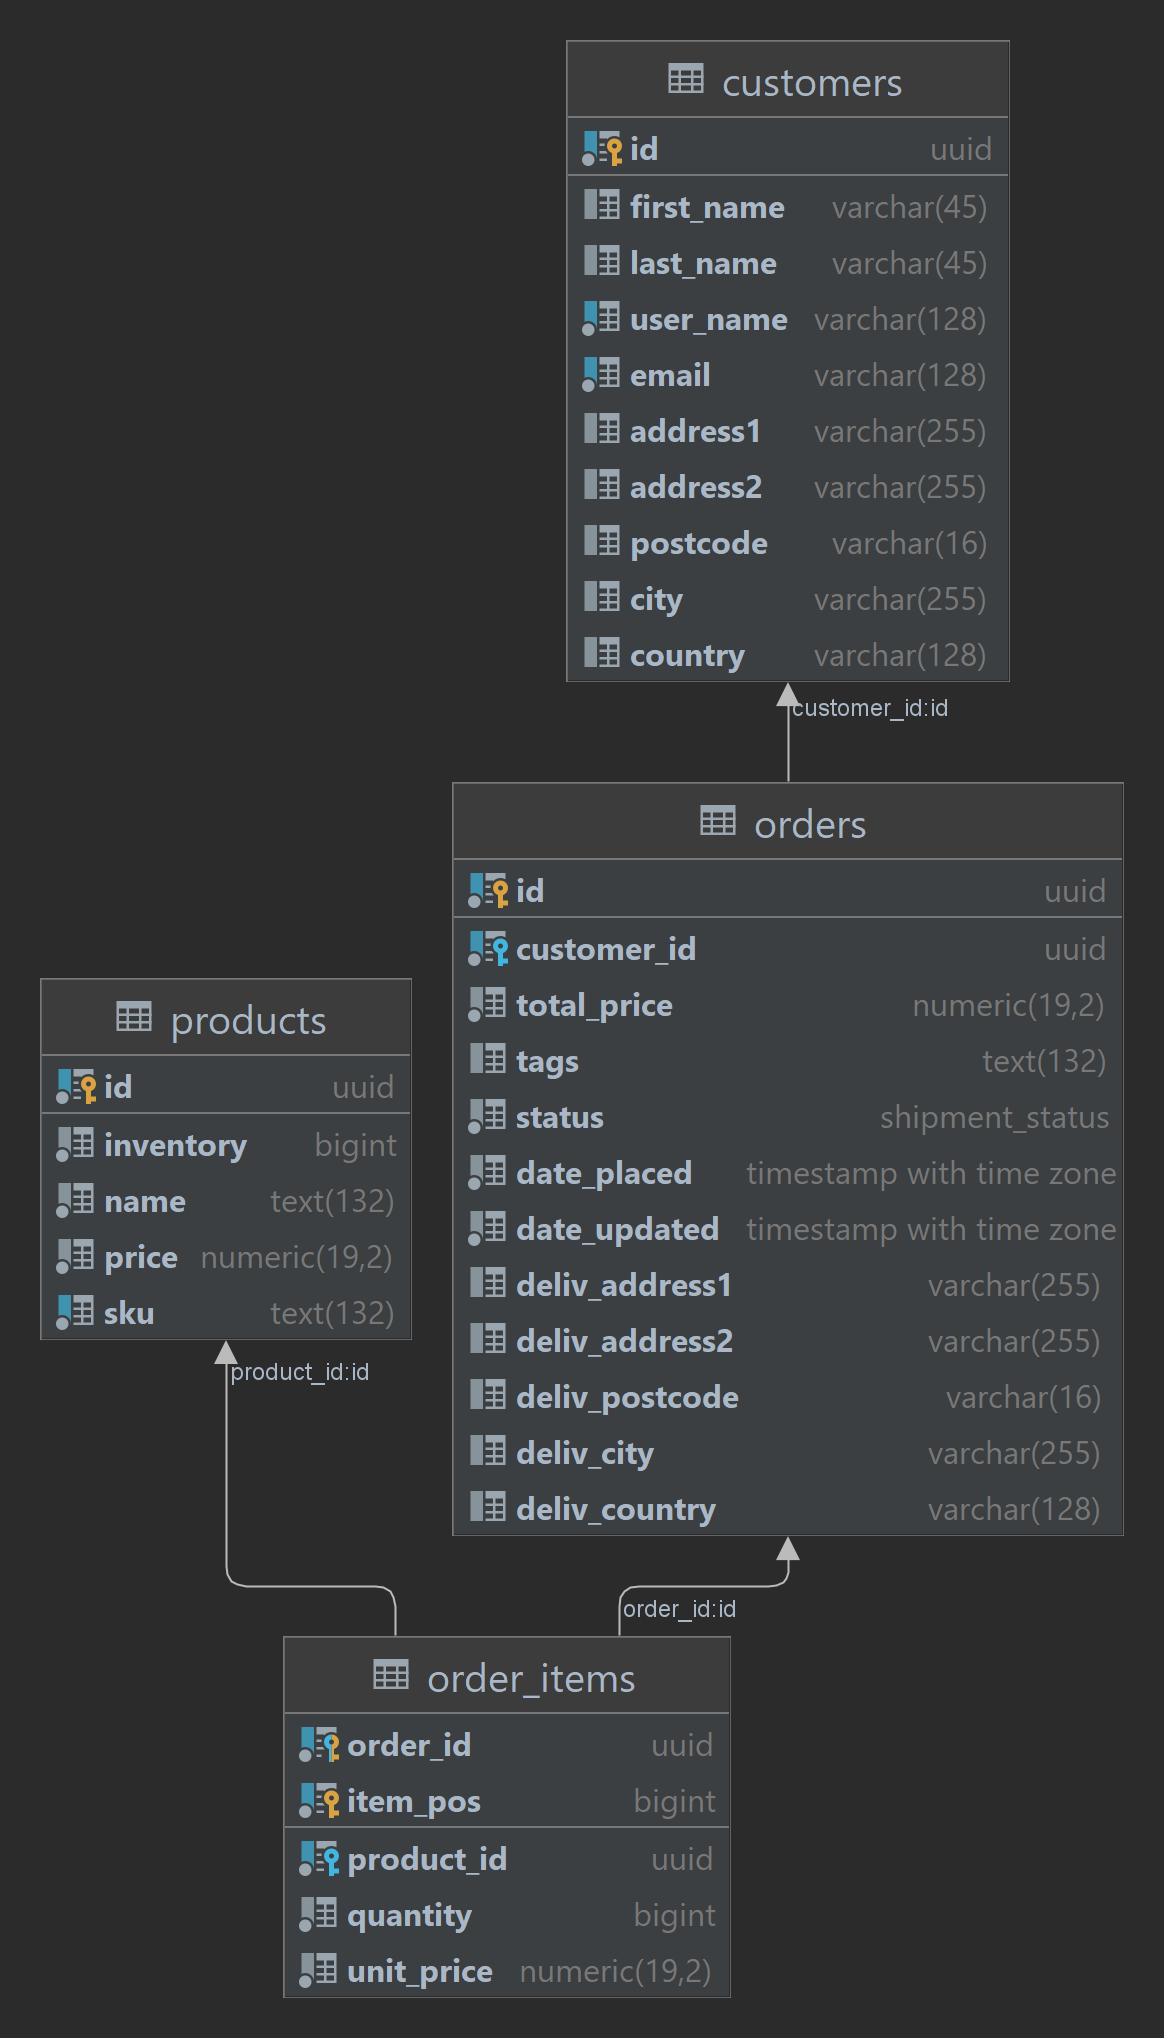 customers
id uuid
first_name varchar(45)
last_name varchar(45)
user_name varchar(128)
email varchar(128)
address1 varchar(255)
address2 varchar(255)
postcode varchar(16)
city varchar(255)
country varchar(128)
customer_id:id
orders
id uuid
customer_id uuid
total_price numeric(19,2)
tags text(132)
status shipment_status
date_placed timestamp with time zone
date_updated timestamp with time zone
deliv_address1 varchar(255)
deliv_address2 varchar(255)
deliv_postcode varchar(16)
deliv_city varchar(255)
deliv_country varchar(128)
products
id uuid
inventory bigint
name text(132)
price numeric(19,2)
sku text(132)
product_id:id
order_id:id
order_items
order_id uuid
item_pos bigint
product_id uuid
quantity bigint
unit_price numeric(19,2)